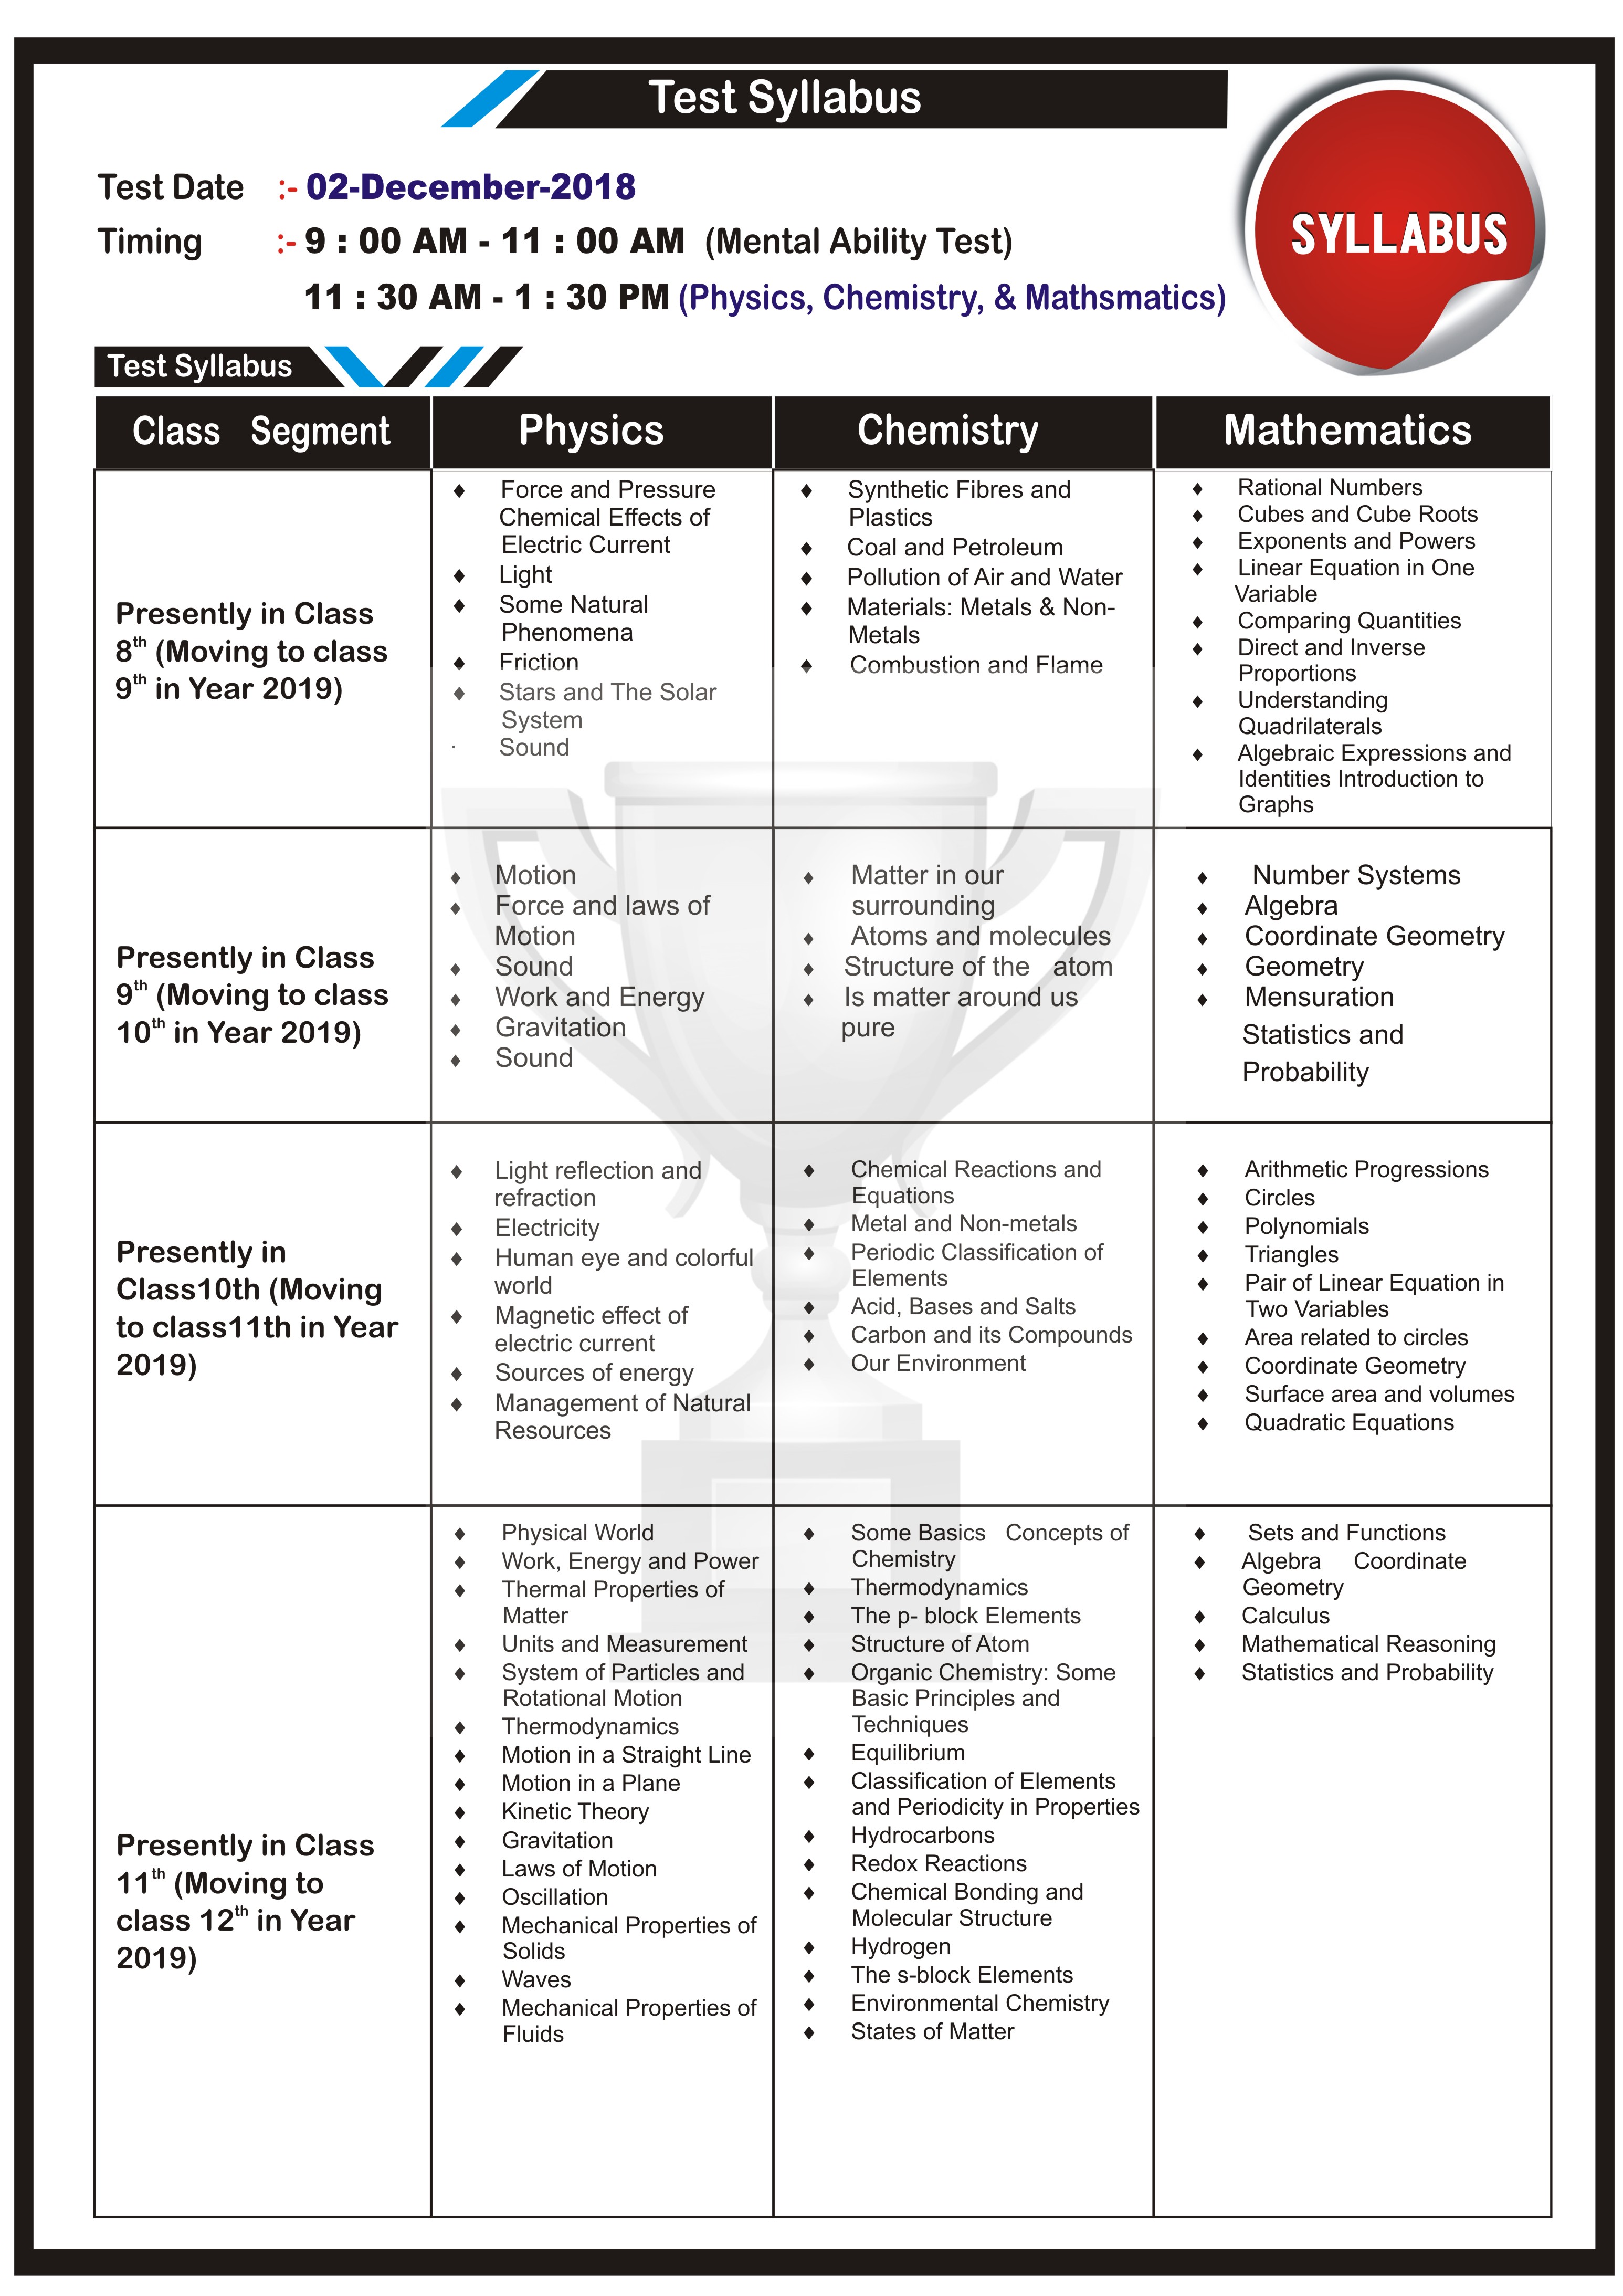 Test Syllabus
SYLLABUS
Test Date :- 02-December-2018
Timing :- 9 : 00 AM - 11 : 00 AM (Mental Ability Test)
11 : 30 AM - 1 : 30 PM (Physics, Chemistry, & Mathsmatics)
Test Syllabus
Class Segment
Physics
Chemistry
Mathematics
Presently in Class
8th (Moving to class
9th in Year 2019)
♦ Force and Pressure
Chemical Effects of
Electric Current
♦ Light
♦ Some Natural
Phenomena
♦ Friction
♦ Stars and The Solar
System
· Sound
♦ Synthetic Fibres and
Plastics
♦ Coal and Petroleum
♦ Pollution of Air and Water
♦ Materials: Metals & Non-
Metals
♦ Combustion and Flame
♦ Rational Numbers
♦ Cubes and Cube Roots
♦ Exponents and Powers
♦ Linear Equation in One
Variable
♦ Comparing Quantities
♦ Direct and Inverse
Proportions
♦ Understanding
Quadrilaterals
♦ Algebraic Expressions and
Identities Introduction to
Graphs
Presently in Class
9th (Moving to class
10th in Year 2019)
♦ Motion
♦ Force and laws of
Motion
♦ Sound
♦ Work and Energy
♦ Gravitation
♦ Sound
♦ Matter in our
surrounding
♦ Atoms and molecules
♦ Structure of the atom
♦ Is matter around us
pure
♦ Number Systems
♦ Algebra
♦ Coordinate Geometry
♦ Geometry
♦ Mensuration
Statistics and
Probability
Presently in
Class10th (Moving
to class11th in Year
2019)
♦ Light reflection and
refraction
♦ Electricity
♦ Human eye and colorful
world
♦ Magnetic effect of
electric current
♦ Sources of energy
♦ Management of Natural
Resources
♦ Chemical Reactions and
Equations
♦ Metal and Non-metals
♦ Periodic Classification of
Elements
♦ Acid, Bases and Salts
♦ Carbon and its Compounds
♦ Our Environment
♦ Arithmetic Progressions
♦ Circles
♦ Polynomials
♦ Triangles
♦ Pair of Linear Equation in
Two Variables
♦ Area related to circles
♦ Coordinate Geometry
♦ Surface area and volumes
♦ Quadratic Equations
Presently in Class
11th (Moving to
class 12th in Year
2019)
♦ Physical World
♦ Work, Energy and Power
♦ Thermal Properties of
Matter
♦ Units and Measurement
♦ System of Particles and
Rotational Motion
♦ Thermodynamics
♦ Motion in a Straight Line
♦ Motion in a Plane
♦ Kinetic Theory
♦ Gravitation
♦ Laws of Motion
♦ Oscillation
♦ Mechanical Properties of
Solids
♦ Waves
♦ Mechanical Properties of
Fluids
♦ Some Basics Concepts of
Chemistry
♦ Thermodynamics
♦ The p- block Elements
♦ Structure of Atom
♦ Organic Chemistry: Some
Basic Principles and
Techniques
♦ Equilibrium
♦ Classification of Elements
and Periodicity in Properties
♦ Hydrocarbons
♦ Redox Reactions
♦ Chemical Bonding and
Molecular Structure
♦ Hydrogen
♦ The s-block Elements
♦ Environmental Chemistry
♦ States of Matter
♦ Sets and Functions
♦ Algebra Coordinate
Geometry
♦ Calculus
♦ Mathematical Reasoning
♦ Statistics and Probability